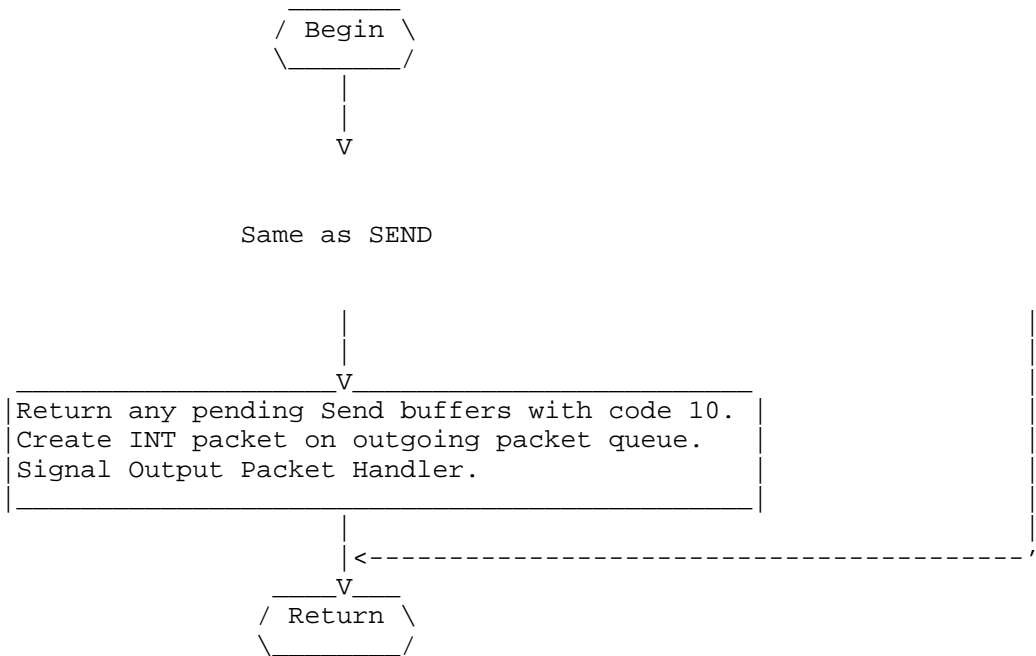 Begin
Same as SEND
Return any pending Send buffers with code 10.
Create INT packet on outgoing packet queue.
Signal Output Packet Handler.
Return